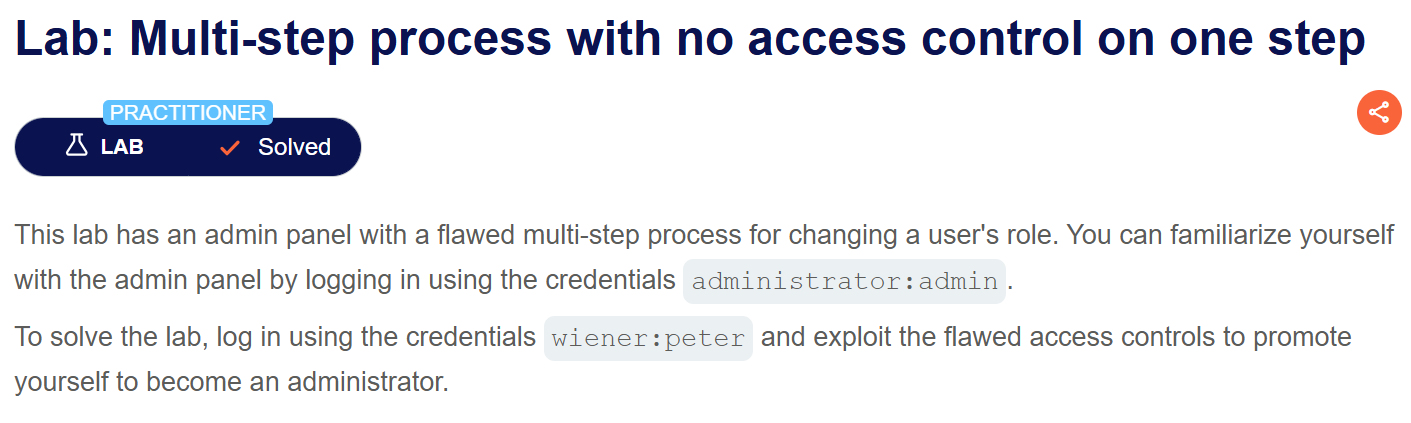 Lab: Multi-step process with no access control on one step
PRACTITIONER
LAB Solved
This lab has an admin panel with a flawed multi-step process for changing a user's role. You can familiarize yourself
with the admin panel by logging in using the credentials administrator:admin.
To solve the lab, log in using the credentials wiener:peter and exploit the flawed access controls to promote
yourself to become an administrator.